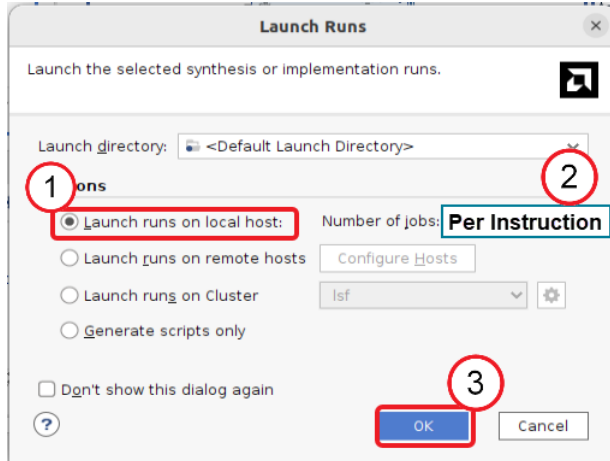 Launch Runs
Launch the selected synthesis or implementation runs.
Launch directory: <Default Launch Directory>
1 ons 2
Launch runs on local host: Number of jobs: Per Instruction
Launch runs on remote hosts Configure Hosts
Launch runs on Cluster lsf
Generate scripts only
Don't show this dialog again
3
? OK Cancel